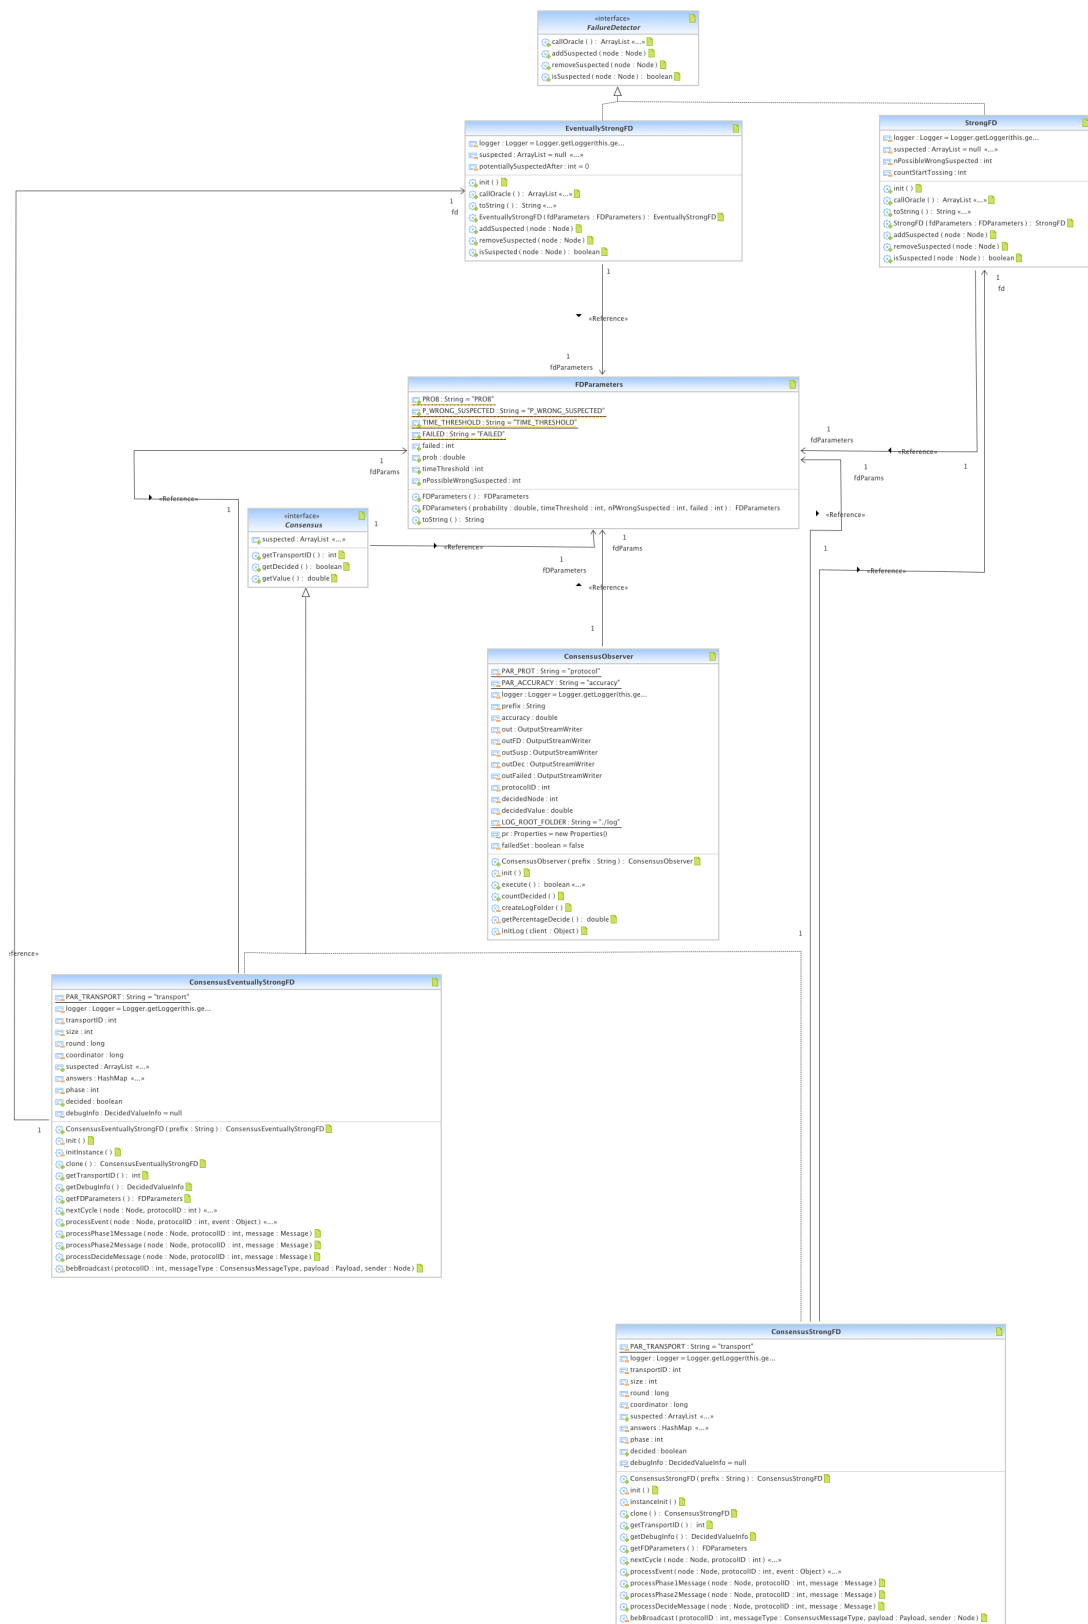 «interface»
FailureDetector
callOracle ( ) : ArrayList «...»
addSuspected ( node : Node )
removeSuspected ( node : Node )
isSuspected ( node : Node ) : boolean
EventuallyStrongFD
logger : Logger = Logger.getLogger(this.ge...
suspected : ArrayList = null «...»
potentiallySuspectedAfter : int = 0
init ( )
callOracle ( ) : ArrayList «...»
toString ( ) : String «...»
EventuallyStrongFD ( fdParameters : FDParameters ) : EventuallyStrongFD
addSuspected ( node : Node )
removeSuspected ( node : Node )
isSuspected ( node : Node ) : boolean
StrongFD
logger : Logger = Logger.getLogger(this.ge...
suspected : ArrayList = null «...»
nPossibleWrongSuspected : int
countStartTossing : int
init ( )
callOracle ( ) : ArrayList «...»
toString ( ) : String «...»
StrongFD ( fdParameters : FDParameters ) : StrongFD
addSuspected ( node : Node )
removeSuspected ( node : Node )
isSuspected ( node : Node ) : boolean
1
fd
1
1
fd
«Reference»
1
fdParameters
FDParameters
PROB : String = "PROB"
P_WRONG_SUSPECTED : String = "P_WRONG_SUSPECTED"
TIME_THRESHOLD : String = "TIME_THRESHOLD"
FAILED : String = "FAILED"
failed : int
prob : double
timeThreshold : int
nPossibleWrongSuspected : int
FDParameters ( ) : FDParameters
FDParameters ( probability : double, timeThreshold : int, nPWrongSuspected : int, failed : int ) : FDParameters
toString ( ) : String
1
fdParameters
«Reference»
1
1
fdParams
1
fdParams
«Reference»
1
«Reference»
1
«Reference»
«interface»
Consensus
suspected : ArrayList «...»
getTransportID ( ) : int
getDecided ( ) : boolean
getValue ( ) : double
1
«Reference»
1
fDParameters
1
fdParams
«Reference»
1
ConsensusObserver
PAR_PROT : String = "protocol"
PAR_ACCURACY : String = "accuracy"
logger : Logger = Logger.getLogger(this.ge...
prefix : String
accuracy : double
out : OutputStreamWriter
outFD : OutputStreamWriter
outSusp : OutputStreamWriter
outDec : OutputStreamWriter
outFailed : OutputStreamWriter
protocolID : int
decidedNode : int
decidedValue : double
LOG_ROOT_FOLDER : String = "./log"
pr : Properties = new Properties()
failedSet : boolean = false
ConsensusObserver ( prefix : String ) : ConsensusObserver
init ( )
execute ( ) : boolean «...»
countDecided ( )
createLogFolder ( )
getPercentageDecide ( ) : double
initLog ( client : Object )
1
eference»
ConsensusEventuallyStrongFD
PAR_TRANSPORT : String = "transport"
logger : Logger = Logger.getLogger(this.ge...
transportID : int
size : int
round : long
coordinator : long
suspected : ArrayList «...»
answers : HashMap «...»
phase : int
decided : boolean
debugInfo : DecidedValueInfo = null
ConsensusEventuallyStrongFD ( prefix : String ) : ConsensusEventuallyStrongFD
init ( )
initInstance ( )
clone ( ) : ConsensusEventuallyStrongFD
getTransportID ( ) : int
getDebugInfo ( ) : DecidedValueInfo
getFDParameters ( ) : FDParameters
nextCycle ( node : Node, protocolID : int ) «...»
processEvent ( node : Node, protocolID : int, event : Object ) «...»
processPhase1Message ( node : Node, protocolID : int, message : Message )
processPhase2Message ( node : Node, protocolID : int, message : Message )
processDecideMessage ( node : Node, protocolID : int, message : Message )
bebBroadcast ( protocolID : int, messageType : ConsensusMessageType, payload : Payload, sender : Node )
1
ConsensusStrongFD
PAR_TRANSPORT : String = "transport"
logger : Logger = Logger.getLogger(this.ge...
transportID : int
size : int
round : long
coordinator : long
suspected : ArrayList «...»
answers : HashMap «...»
phase : int
decided : boolean
debugInfo : DecidedValueInfo = null
ConsensusStrongFD ( prefix : String ) : ConsensusStrongFD
init ( )
instanceInit ( )
clone ( ) : ConsensusStrongFD
getTransportID ( ) : int
getDebugInfo ( ) : DecidedValueInfo
getFDParameters ( ) : FDParameters
nextCycle ( node : Node, protocolID : int ) «...»
processEvent ( node : Node, protocolID : int, event : Object ) «...»
processPhase1Message ( node : Node, protocolID : int, message : Message )
processPhase2Message ( node : Node, protocolID : int, message : Message )
processDecideMessage ( node : Node, protocolID : int, message : Message )
bebBroadcast ( protocolID : int, messageType : ConsensusMessageType, payload : Payload, sender : Node )